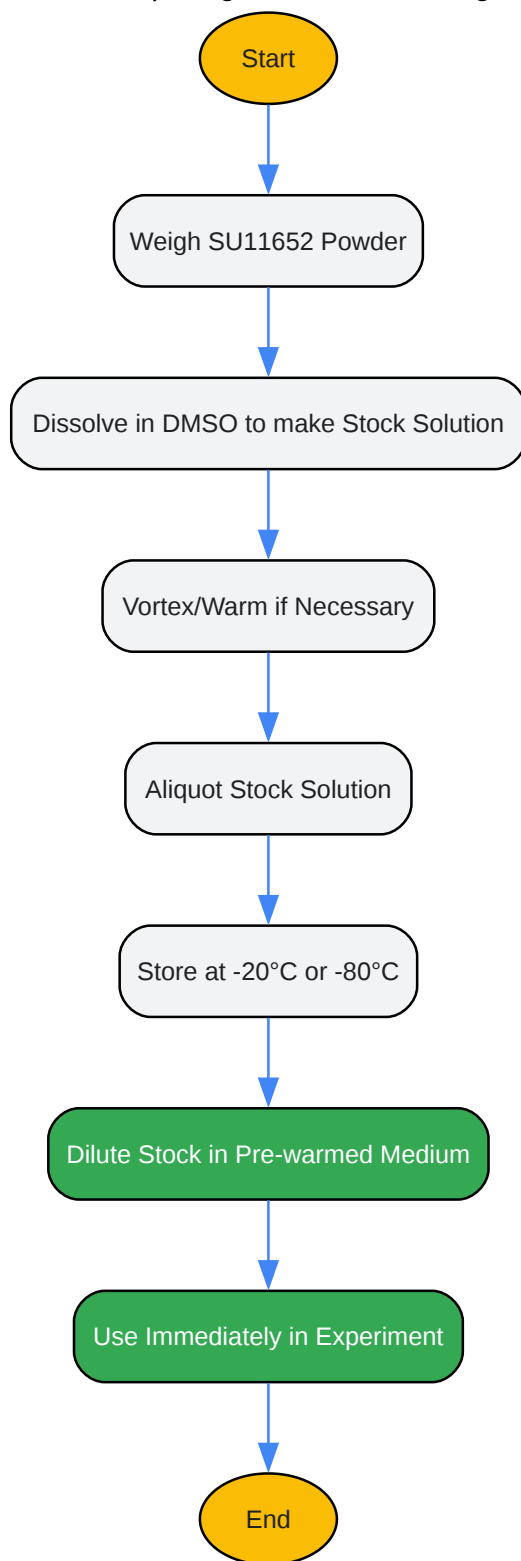 Start
Weigh SU11652 Powder
Dissolve in DMSO to make Stock Solution
Vortex/Warm if Necessary
Aliquot Stock Solution
Store at -20°C or -80°C
Dilute Stock in Pre-warmed Medium
Use Immediately in Experiment
End